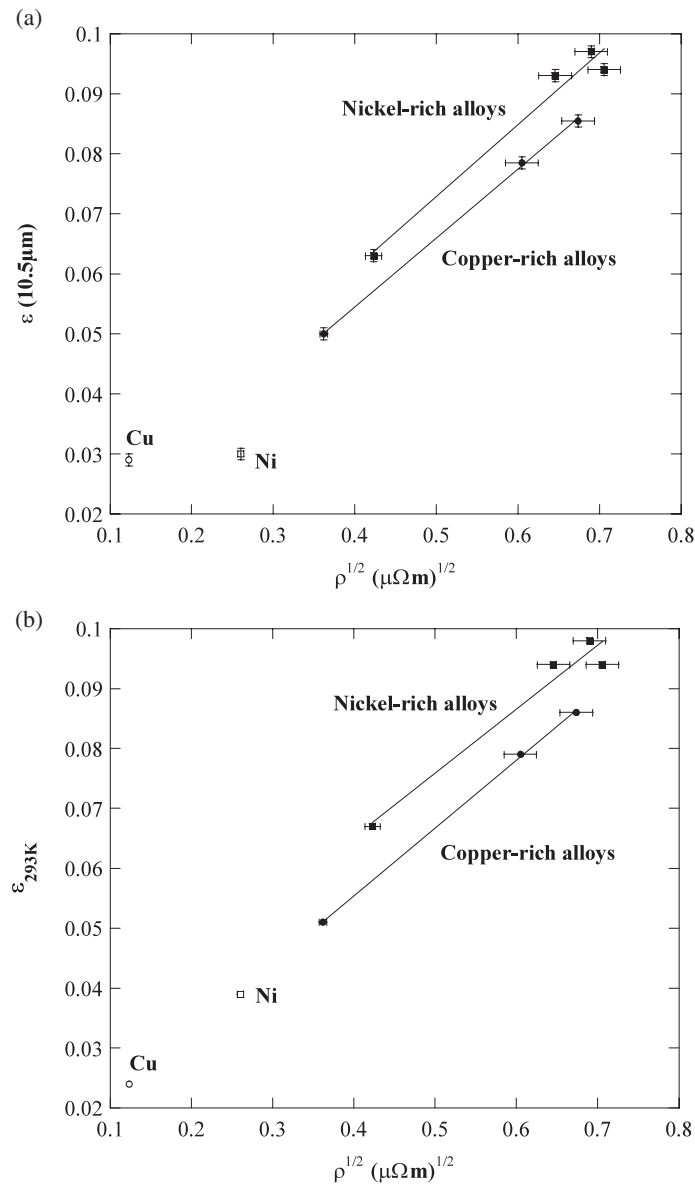 (a)
0.1
0.09
0.08
0.07
0.06
0.05
0.04
0.03
0.02
ε (10.5μm)
Nickel-rich alloys
Copper-rich alloys
Cu
Ni
0.1 0.2 0.3 0.4 0.5 0.6 0.7 0.8
ρ^{1/2} (μΩm)^{1/2}
(b)
0.1
0.09
0.08
0.07
0.06
0.05
0.04
0.03
0.02
ε_{293K}
Nickel-rich alloys
Copper-rich alloys
Ni
Cu
0.1 0.2 0.3 0.4 0.5 0.6 0.7 0.8
ρ^{1/2} (μΩm)^{1/2}